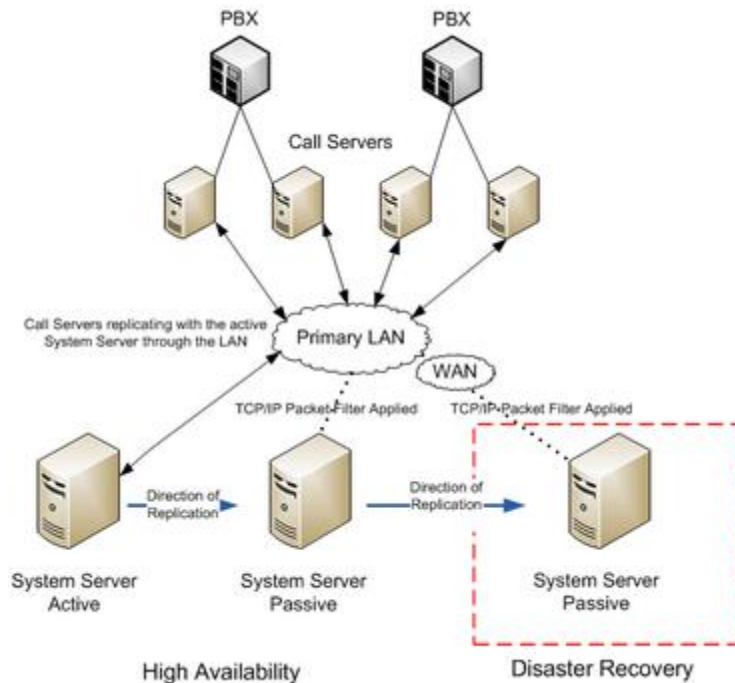 PBX
PBX
Call Servers
Call Servers replicating with the active
System Server through the LAN
Primary LAN
WAN
TCP/IP Packet Filter Applied
TCP/IP Packet Filter Applied
Direction of
Replication
Direction of
Replication
System Server
Active
System Server
Passive
System Server
Passive
High Availability
Disaster Recovery